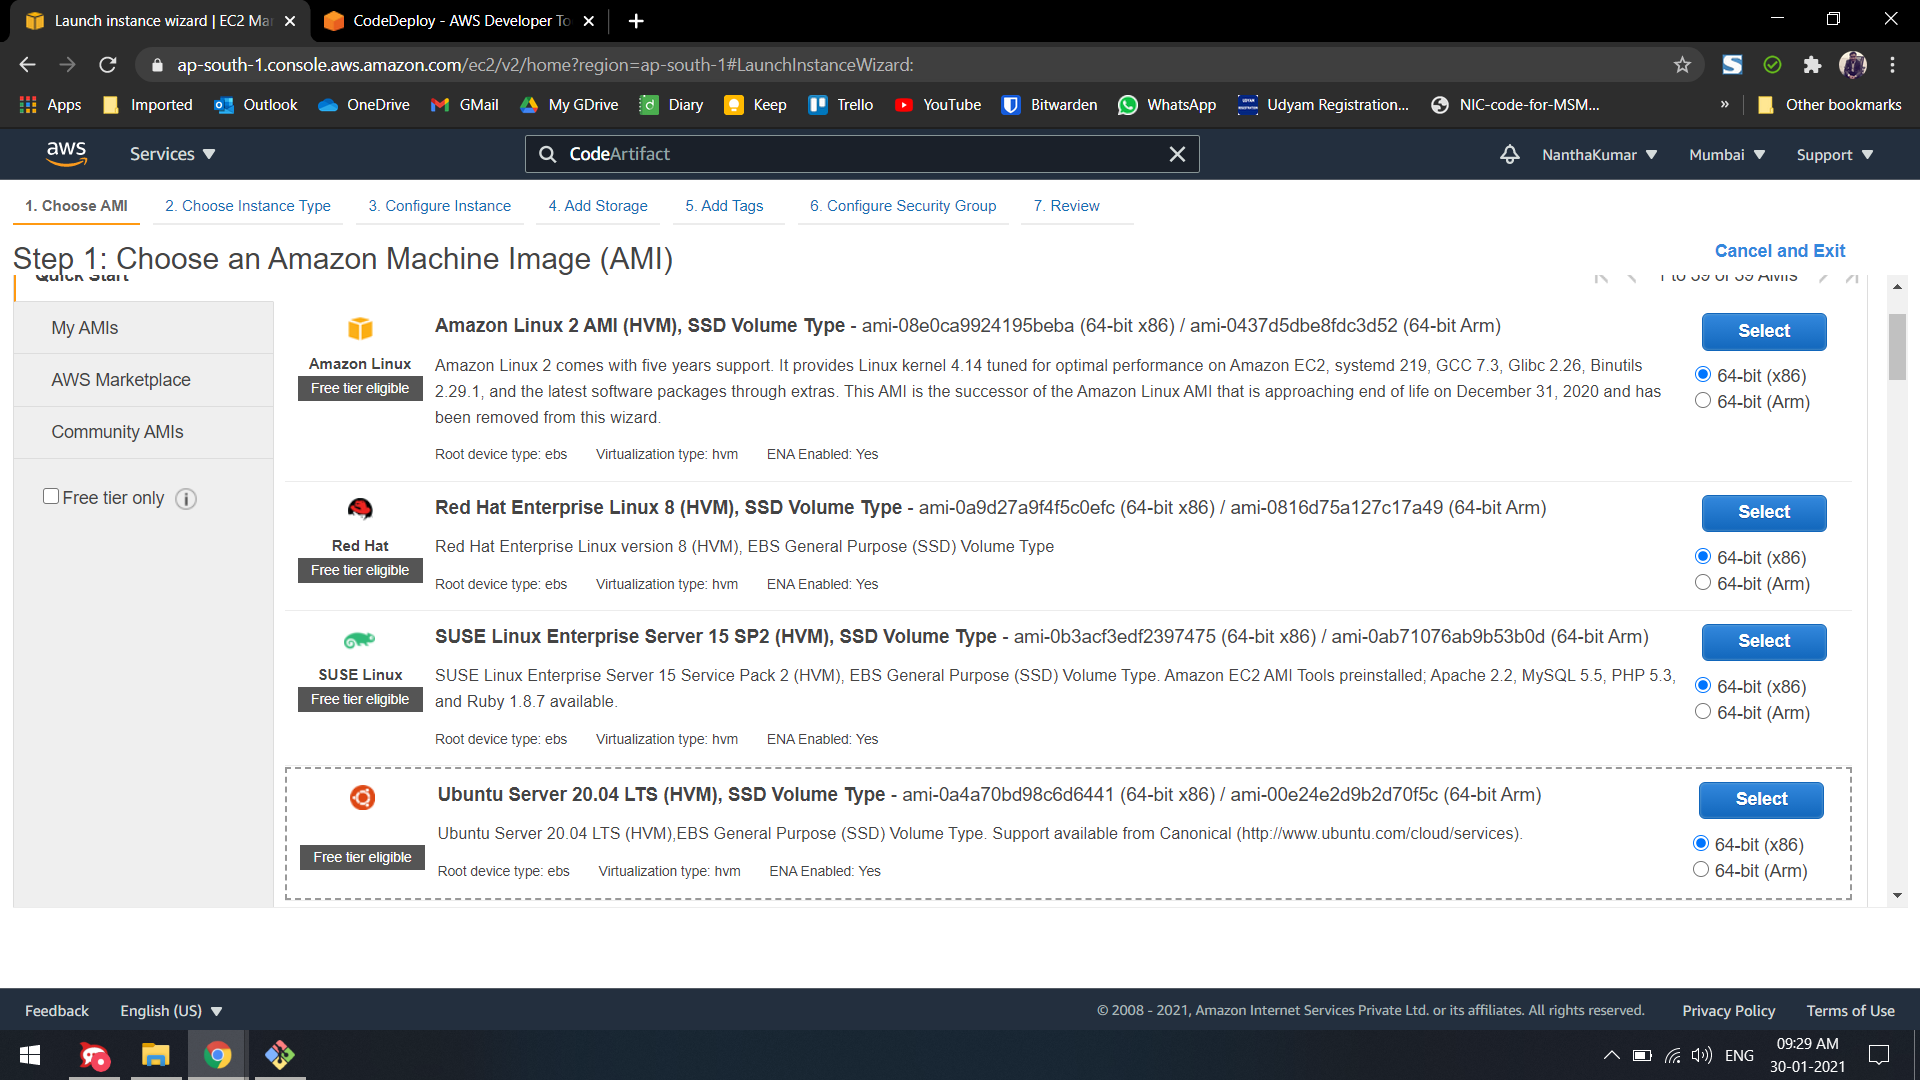 Launch instance wizard | EC2 Mar
CodeDeploy - AWS Developer To
ap-south-1.console.aws.amazon.com/ec2/v2/home?region=ap-south-1#LaunchInstanceWizard:
Apps Imported Outlook OneDrive GMail My GDrive Diary Keep Trello YouTube Bitwarden WhatsApp Udyam Registration... NIC-code-for-MSM... » Other bookmarks
aws Services CodeArtifact NanthaKumar Mumbai Support
1. Choose AMI 2. Choose Instance Type 3. Configure Instance 4. Add Storage 5. Add Tags 6. Configure Security Group 7. Review
Step 1: Choose an Amazon Machine Image (AMI)
Cancel and Exit
Quick Start
1 to 39 of 39 AMIs
My AMIs
AWS Marketplace
Community AMIs
Free tier only
Amazon Linux
Free tier eligible
Amazon Linux 2 AMI (HVM), SSD Volume Type - ami-08e0ca9924195beba (64-bit x86) / ami-0437d5dbe8fdc3d52 (64-bit Arm)
Amazon Linux 2 comes with five years support. It provides Linux kernel 4.14 tuned for optimal performance on Amazon EC2, systemd 219, GCC 7.3, Glibc 2.26, Binutils
2.29.1, and the latest software packages through extras. This AMI is the successor of the Amazon Linux AMI that is approaching end of life on December 31, 2020 and has
been removed from this wizard.
Root device type: ebs Virtualization type: hvm ENA Enabled: Yes
Select
64-bit (x86)
64-bit (Arm)
Red Hat
Free tier eligible
Red Hat Enterprise Linux 8 (HVM), SSD Volume Type - ami-0a9d27a9f4f5c0efc (64-bit x86) / ami-0816d75a127c17a49 (64-bit Arm)
Red Hat Enterprise Linux version 8 (HVM), EBS General Purpose (SSD) Volume Type
Root device type: ebs Virtualization type: hvm ENA Enabled: Yes
Select
64-bit (x86)
64-bit (Arm)
SUSE Linux
Free tier eligible
SUSE Linux Enterprise Server 15 SP2 (HVM), SSD Volume Type - ami-0b3acf3edf2397475 (64-bit x86) / ami-0ab71076ab9b53b0d (64-bit Arm)
SUSE Linux Enterprise Server 15 Service Pack 2 (HVM), EBS General Purpose (SSD) Volume Type. Amazon EC2 AMI Tools preinstalled; Apache 2.2, MySQL 5.5, PHP 5.3,
and Ruby 1.8.7 available.
Root device type: ebs Virtualization type: hvm ENA Enabled: Yes
Select
64-bit (x86)
64-bit (Arm)
Free tier eligible
Ubuntu Server 20.04 LTS (HVM), SSD Volume Type - ami-0a4a70bd98c6d6441 (64-bit x86) / ami-00e24e2d9b2d70f5c (64-bit Arm)
Ubuntu Server 20.04 LTS (HVM),EBS General Purpose (SSD) Volume Type. Support available from Canonical (http://www.ubuntu.com/cloud/services).
Root device type: ebs Virtualization type: hvm ENA Enabled: Yes
Select
64-bit (x86)
64-bit (Arm)
Feedback English (US) © 2008 - 2021, Amazon Internet Services Private Ltd. or its affiliates. All rights reserved. Privacy Policy Terms of Use
ENG
09:29 AM
30-01-2021